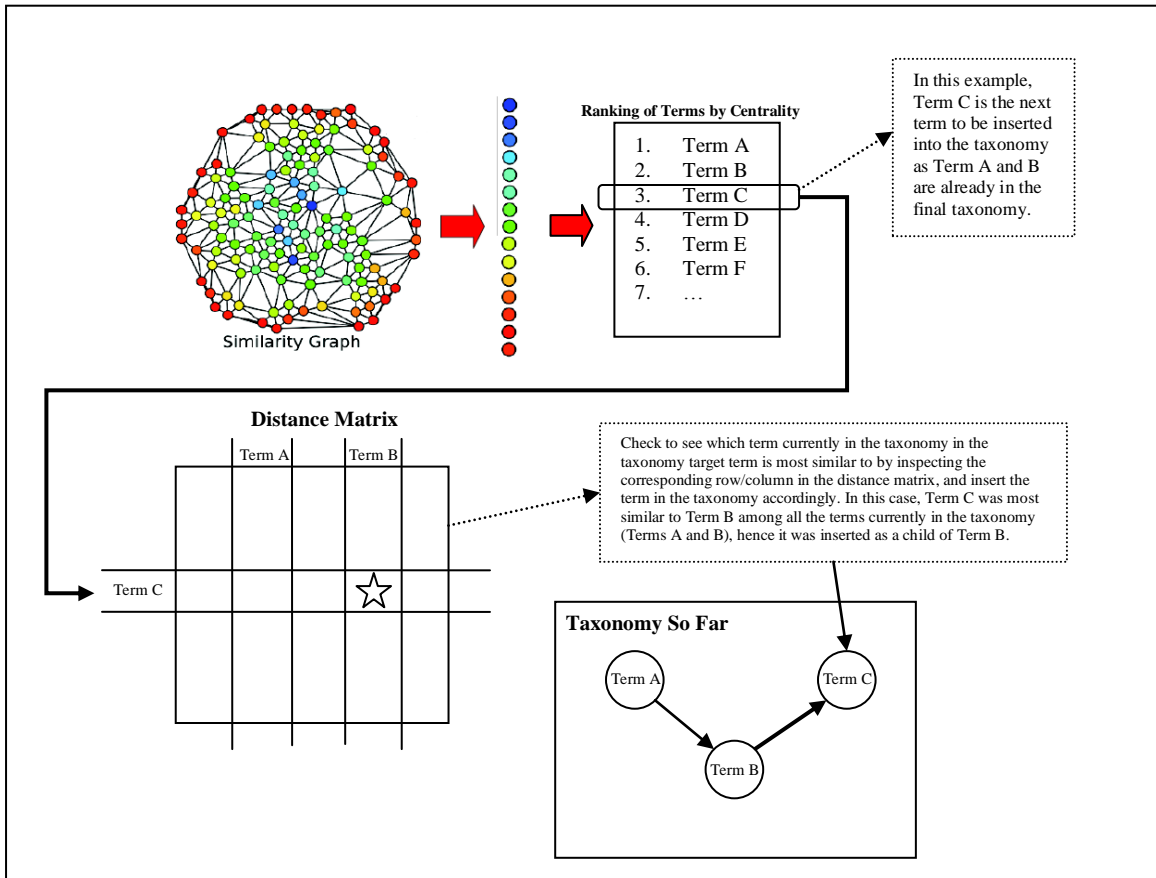 Similarity Graph
Ranking of Terms by Centrality
1. Term A
2. Term B
3. Term C
4. Term D
5. Term E
6. Term F
7. …
In this example,
Term C is the next
term to be inserted
into the taxonomy
as Term A and B
are already in the
final taxonomy.
Distance Matrix
Term A
Term B
Term C
Check to see which term currently in the taxonomy in the
taxonomy target term is most similar to by inspecting the
corresponding row/column in the distance matrix, and insert the
term in the taxonomy accordingly. In this case, Term C was most
similar to Term B among all the terms currently in the taxonomy
(Terms A and B), hence it was inserted as a child of Term B.
Taxonomy So Far
Term A
Term C
Term B